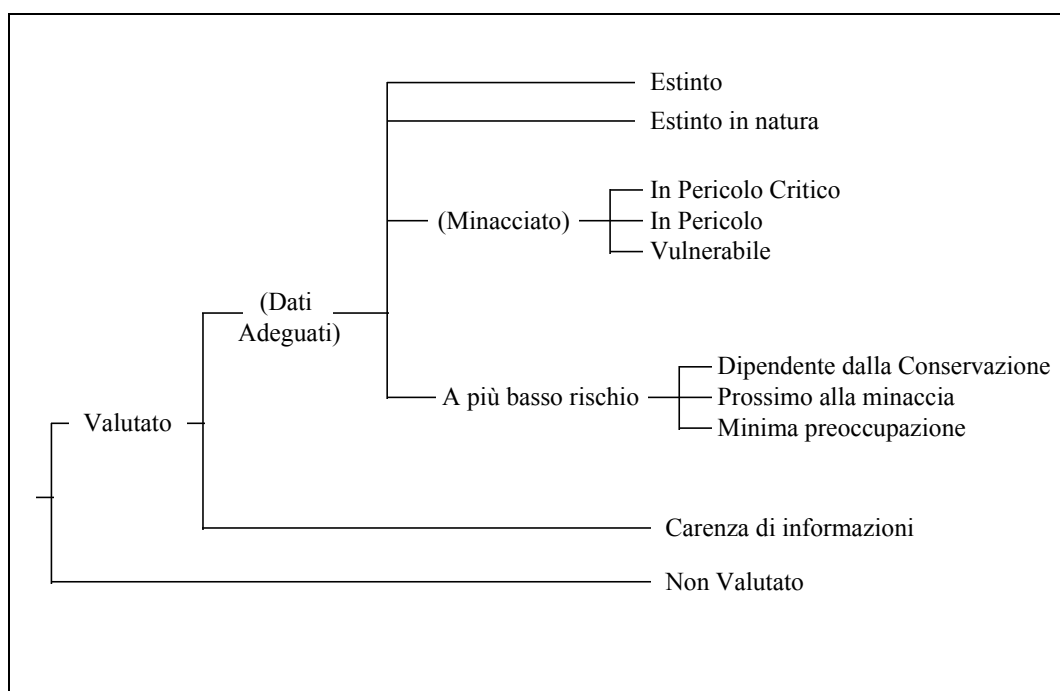 Estinto
Estinto in natura
In Pericolo Critico
(Minacciato)
In Pericolo
Vulnerabile
(Dati
Adeguati)
Dipendente dalla Conservazione
A più basso rischio
Prossimo alla minaccia
Minima preoccupazione
Valutato
Carenza di informazioni
Non Valutato